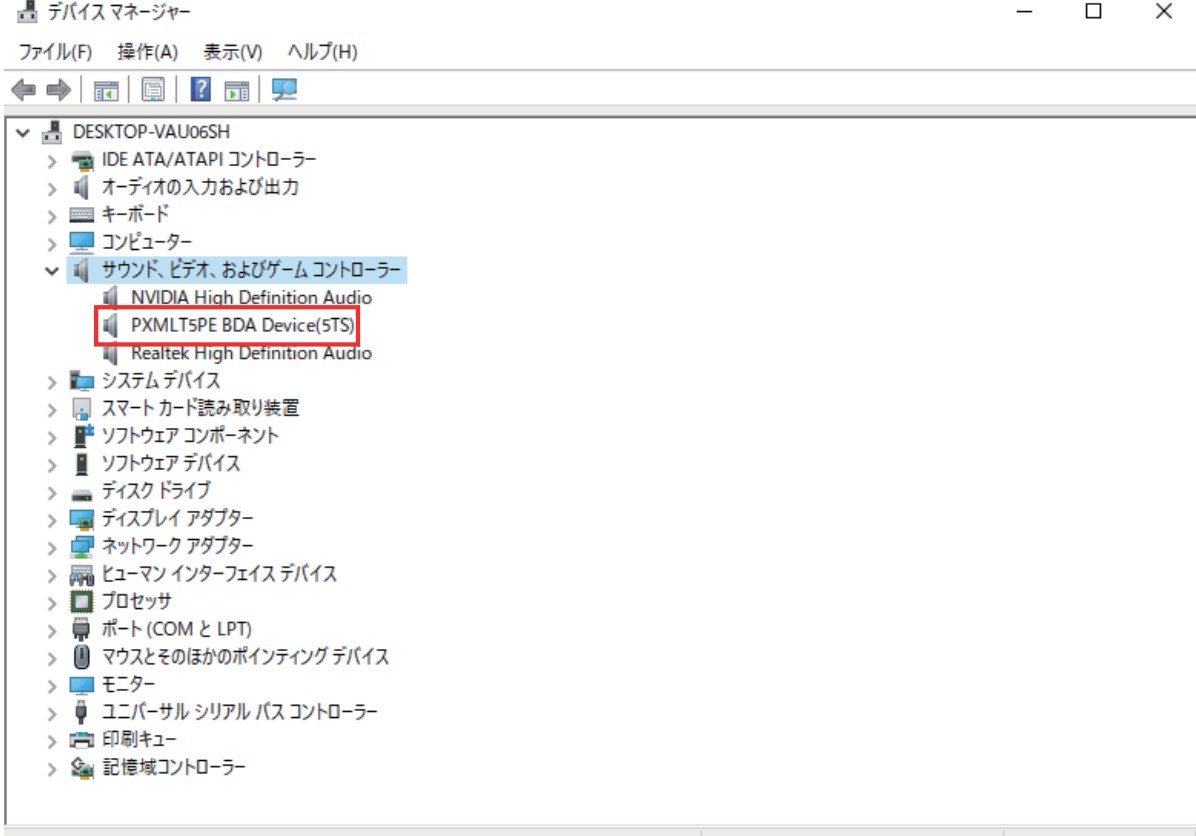 デバイス マネージャー
ファイル(F) 操作(A) 表示(V) ヘルプ(H)
DESKTOP-VAU06SH
IDE ATA/ATAPI コントローラー
オーディオの入力および出力
キーボード
コンピューター
サウンド、ビデオ、およびゲーム コントローラー
NVIDIA High Definition Audio
PXMLT5PE BDA Device(5TS)
Realtek High Definition Audio
システム デバイス
スマート カード読み取り装置
ソフトウェア コンポーネント
ソフトウェア デバイス
ディスク ドライブ
ディスプレイ アダプター
ネットワーク アダプター
ヒューマン インターフェイス デバイス
プロセッサ
ポート (COM と LPT)
マウスとそのほかのポインティング デバイス
モニター
ユニバーサル シリアル バス コントローラー
印刷キュー
記憶域コントローラー